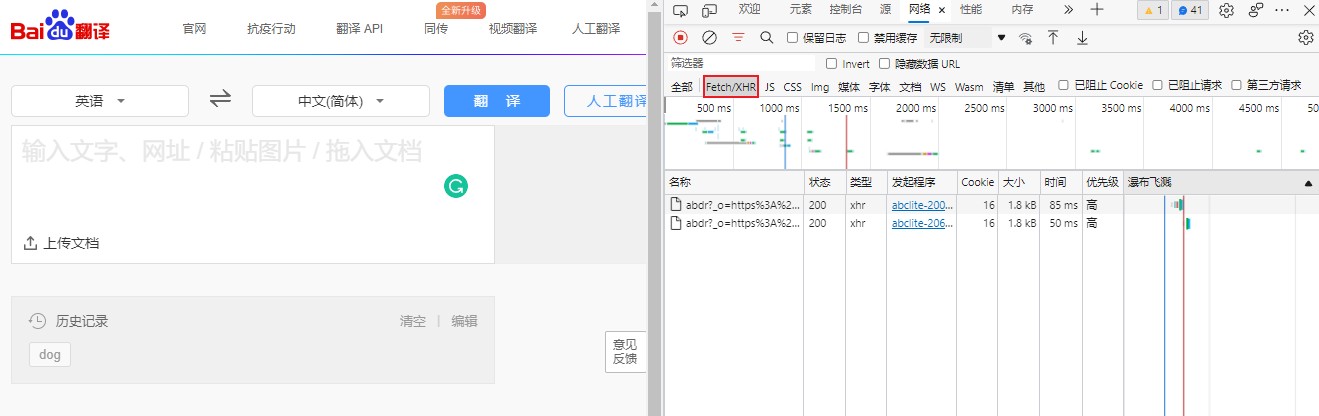 全新升级
Bai du 翻译 官网 抗疫行动 翻译 API 同传 视频翻译 人工翻译
英语 中文(简体) 翻 译 人工翻译
输入文字、网址 / 粘贴图片 / 拖入文档
上传文档
历史记录 清空 | 编辑
dog
意见
反馈
欢迎 元素 控制台 源 网络 × 性能 内存 1 41
保留日志 禁用缓存 无限制
筛选器 Invert 隐藏数据 URL
全部 Fetch/XHR JS CSS Img 媒体 字体 文档 WS Wasm 清单 其他 已阻止 Cookie 已阻止请求 第三方请求
500 ms 1000 ms 1500 ms 2000 ms 2500 ms 3000 ms 3500 ms 4000 ms 4500 ms 50
名称 状态 类型 发起程序 Cookie 大小 时间 优先级 瀑布飞溅
abdr?_o=https%3A%2... 200 xhr abclite-200... 16 1.8 kB 85 ms 高
abdr?_o=https%3A%2... 200 xhr abclite-206... 16 1.8 kB 50 ms 高